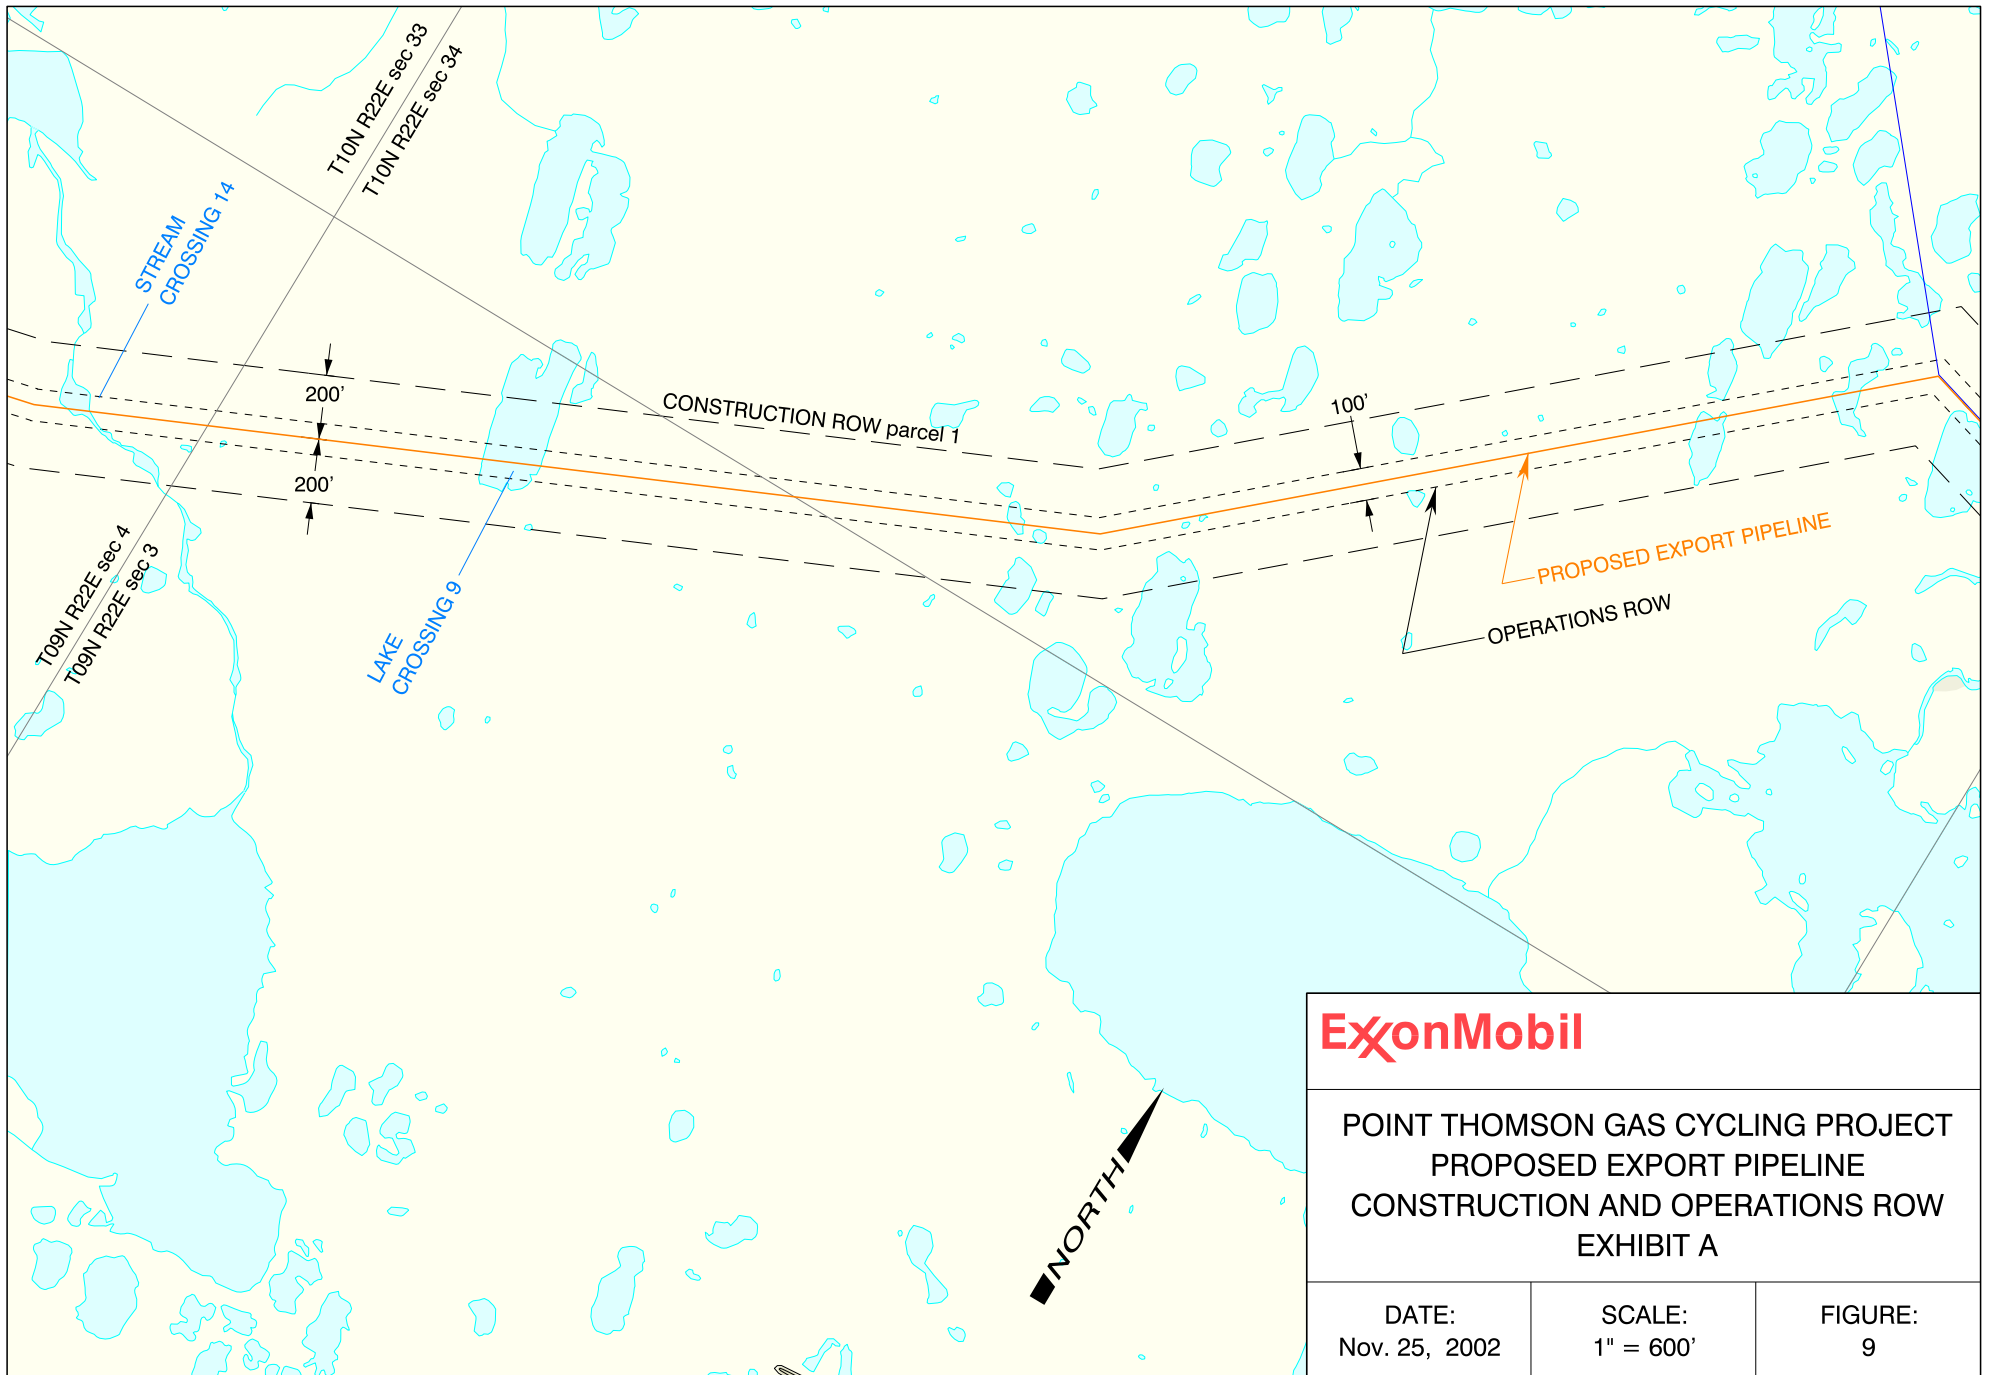 T10N R22E sec 33
T10N R22E sec 34
STREAM
CROSSING 14
200'
CONSTRUCTION ROW parcel 1
100'
200'
PROPOSED EXPORT PIPELINE
OPERATIONS ROW
T09N R22E sec 4
T09N R22E sec 3
LAKE
CROSSING 9
NORTH
ExxonMobil
POINT THOMSON GAS CYCLING PROJECT
PROPOSED EXPORT PIPELINE
CONSTRUCTION AND OPERATIONS ROW
EXHIBIT A
DATE:
Nov. 25, 2002
SCALE:
1" = 600'
FIGURE:
9